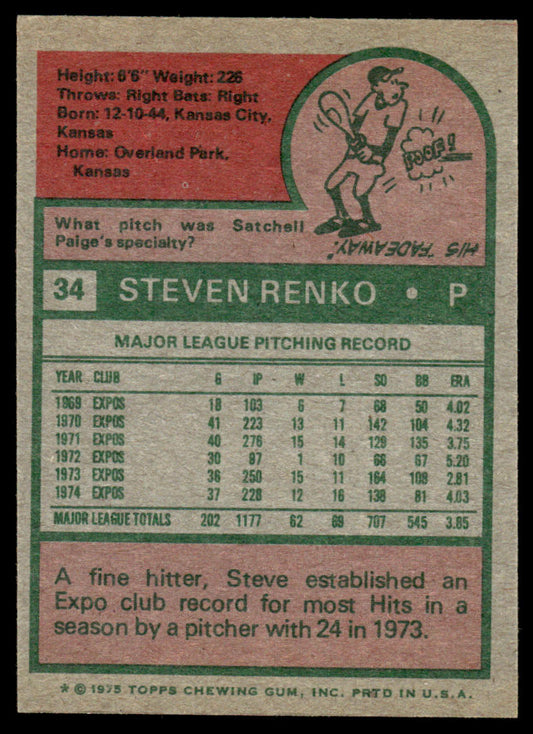 Height: 6'6" Weight: 226
Throws: Right Bats: Right
Born: 12-10-44, Kansas City,
Kansas
Home: Overland Park,
Kansas
POOF!
What pitch was Satchell
Paige's specialty?
HIS "FADEAWAY".
34 STEVEN RENKO • P
MAJOR LEAGUE PITCHING RECORD
YEAR CLUB G IP W L SO BB ERA
1969 EXPOS 18 103 6 7 68 50 4.02
1970 EXPOS 41 223 13 11 142 104 4.32
1971 EXPOS 40 276 15 14 129 135 3.75
1972 EXPOS 30 97 1 10 66 67 5.20
1973 EXPOS 36 250 15 11 164 108 2.81
1974 EXPOS 37 228 12 16 138 81 4.03
MAJOR LEAGUE TOTALS 202 1177 62 69 707 545 3.85
A fine hitter, Steve established an
Expo club record for most Hits in a
season by a pitcher with 24 in 1973.
* © 1975 TOPPS CHEWING GUM, INC. PRTD IN U.S.A.